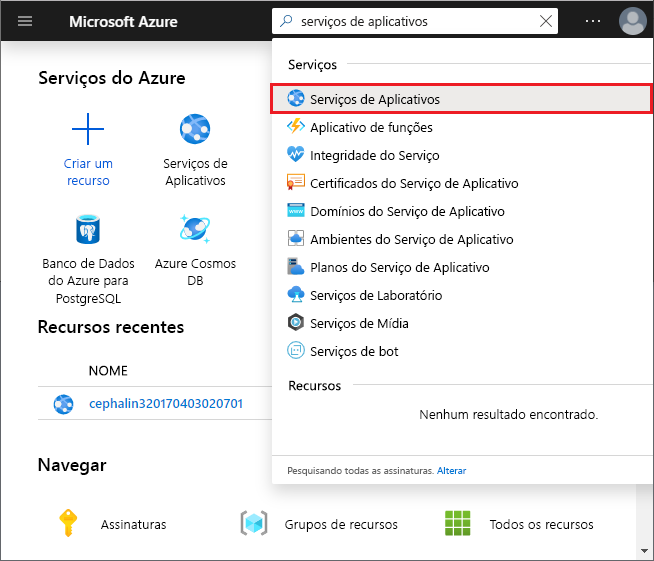 Microsoft Azure
serviços de aplicativos
Serviços do Azure
Criar um
recurso
Serviços de
Aplicativos
Banco de Dados
do Azure para
PostgreSQL
Azure Cosmos
DB
Recursos recentes
NOME
cephalin320170403020701
Serviços
Serviços de Aplicativos
Aplicativo de funções
Integridade do Serviço
Certificados do Serviço de Aplicativo
Domínios do Serviço de Aplicativo
Ambientes do Serviço de Aplicativo
Planos do Serviço de Aplicativo
Serviços de Laboratório
Serviços de Mídia
Serviços de bot
Recursos
Nenhum resultado encontrado.
Pesquisando todas as assinaturas. Alterar
Navegar
Assinaturas
Grupos de recursos
Todos os recursos